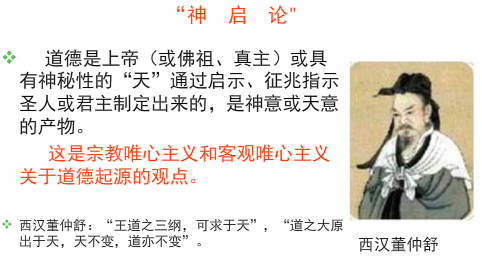 “神 启 论"
道德是上帝（或佛祖、真主）或具
有神秘性的“天”通过启示、征兆指示
圣人或君主制定出来的，是神意或天意
的产物。
这是宗教唯心主义和客观唯心主义
关于道德起源的观点。
西汉董仲舒：“王道之三纲，可求于天”，“道之大原
出于天，天不变，道亦不变”。
西汉董仲舒